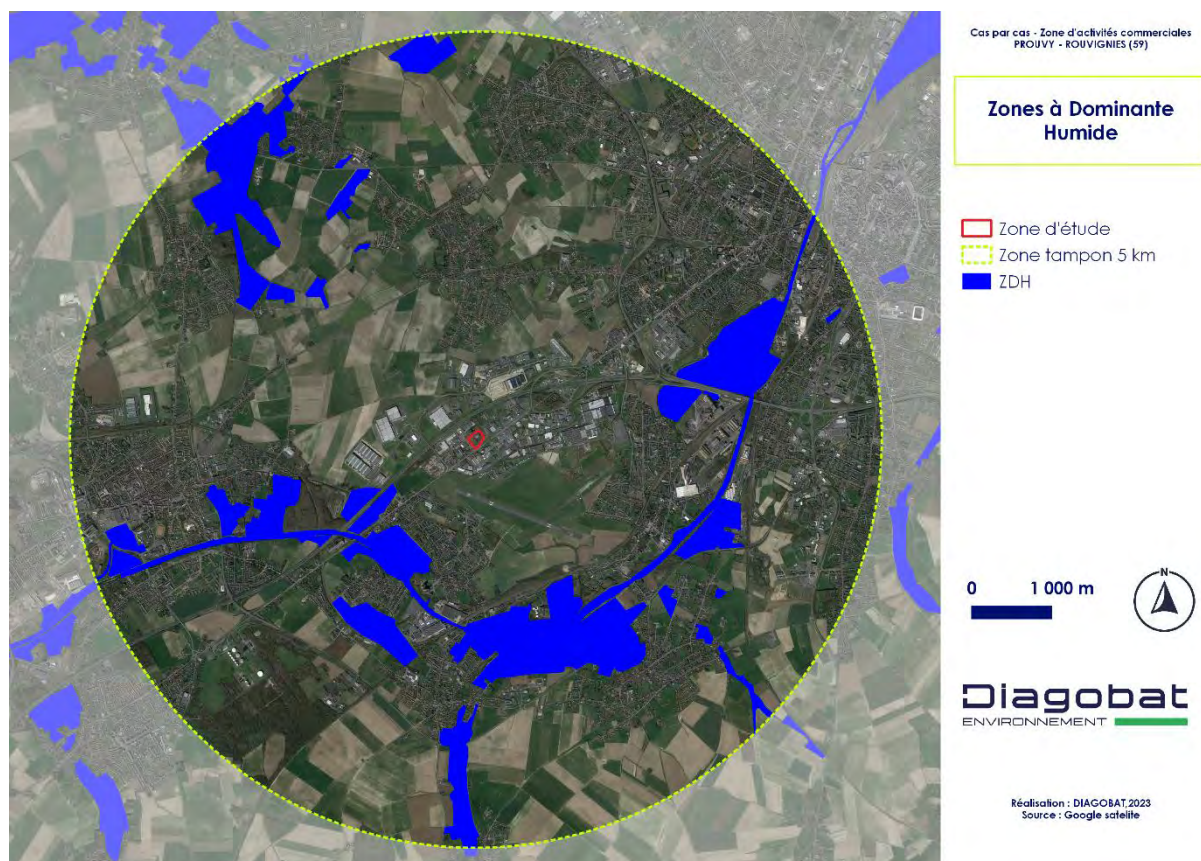 Cas par cas - Zone d'activités commerciales
PROUVY - ROUVIGNIES (59)
Zones à Dominante
Humide
Zone d'étude
Zone tampon 5 km
ZDH
0 1 000 m
N
Diagobat
ENVIRONNEMENT
Réalisation : DIAGOBAT,2023
Source : Google satelite